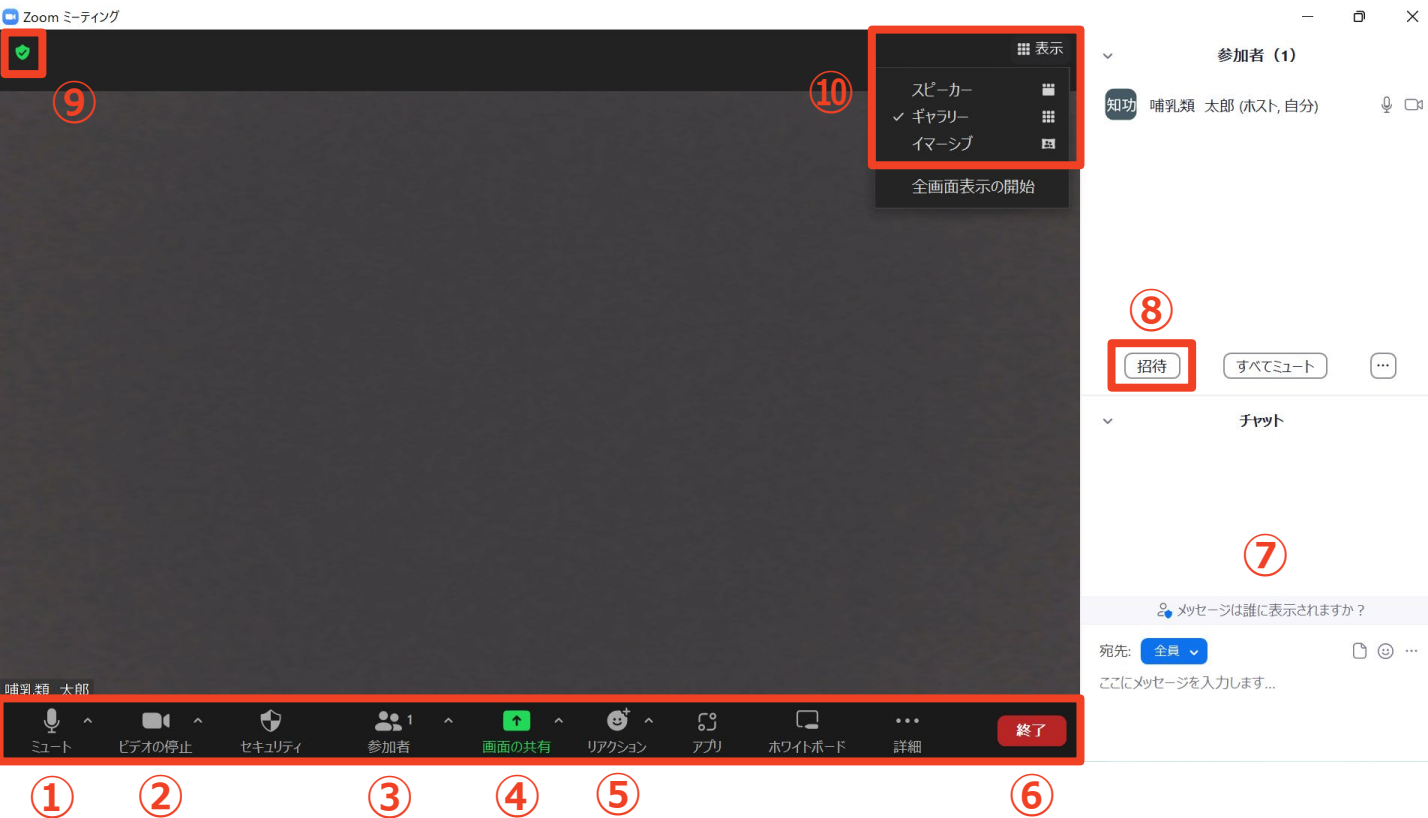 Zoom ミーティング
⑨
⑩
表示
スピーカー
✓ ギャラリー
イマーシブ
全画面表示の開始
参加者（1）
知功 哺乳類 太郎 (ホスト, 自分)
⑧
招待 すべてミュート ...
チャット
⑦
メッセージは誰に表示されますか？
宛先: 全員
ここにメッセージを入力します...
哺乳類 太郎
1
ミュート ビデオの停止 セキュリティ 参加者 画面の共有 リアクション アプリ ホワイトボード 詳細 終了
① ② ③ ④ ⑤ ⑥